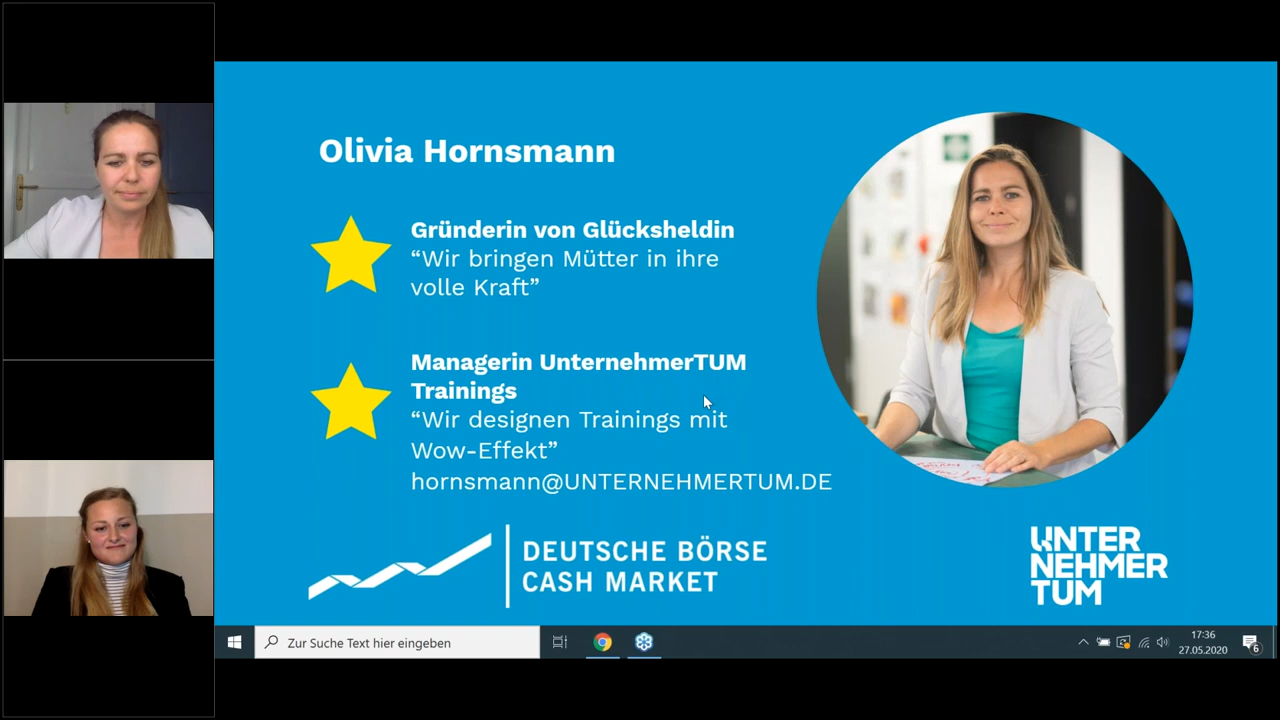 Olivia Hornsmann
Gründerin von Glücksheldin
“Wir bringen Mütter in ihre
volle Kraft”
Managerin UnternehmerTUM
Trainings
“Wir designen Trainings mit
Wow-Effekt”
hornsmann@UNTERNEHMERTUM.DE
DEUTSCHE BÖRSE
CASH MARKET
UNTER
NEHMER
TUM
Zur Suche Text hier eingeben
17:36
27.05.2020
6